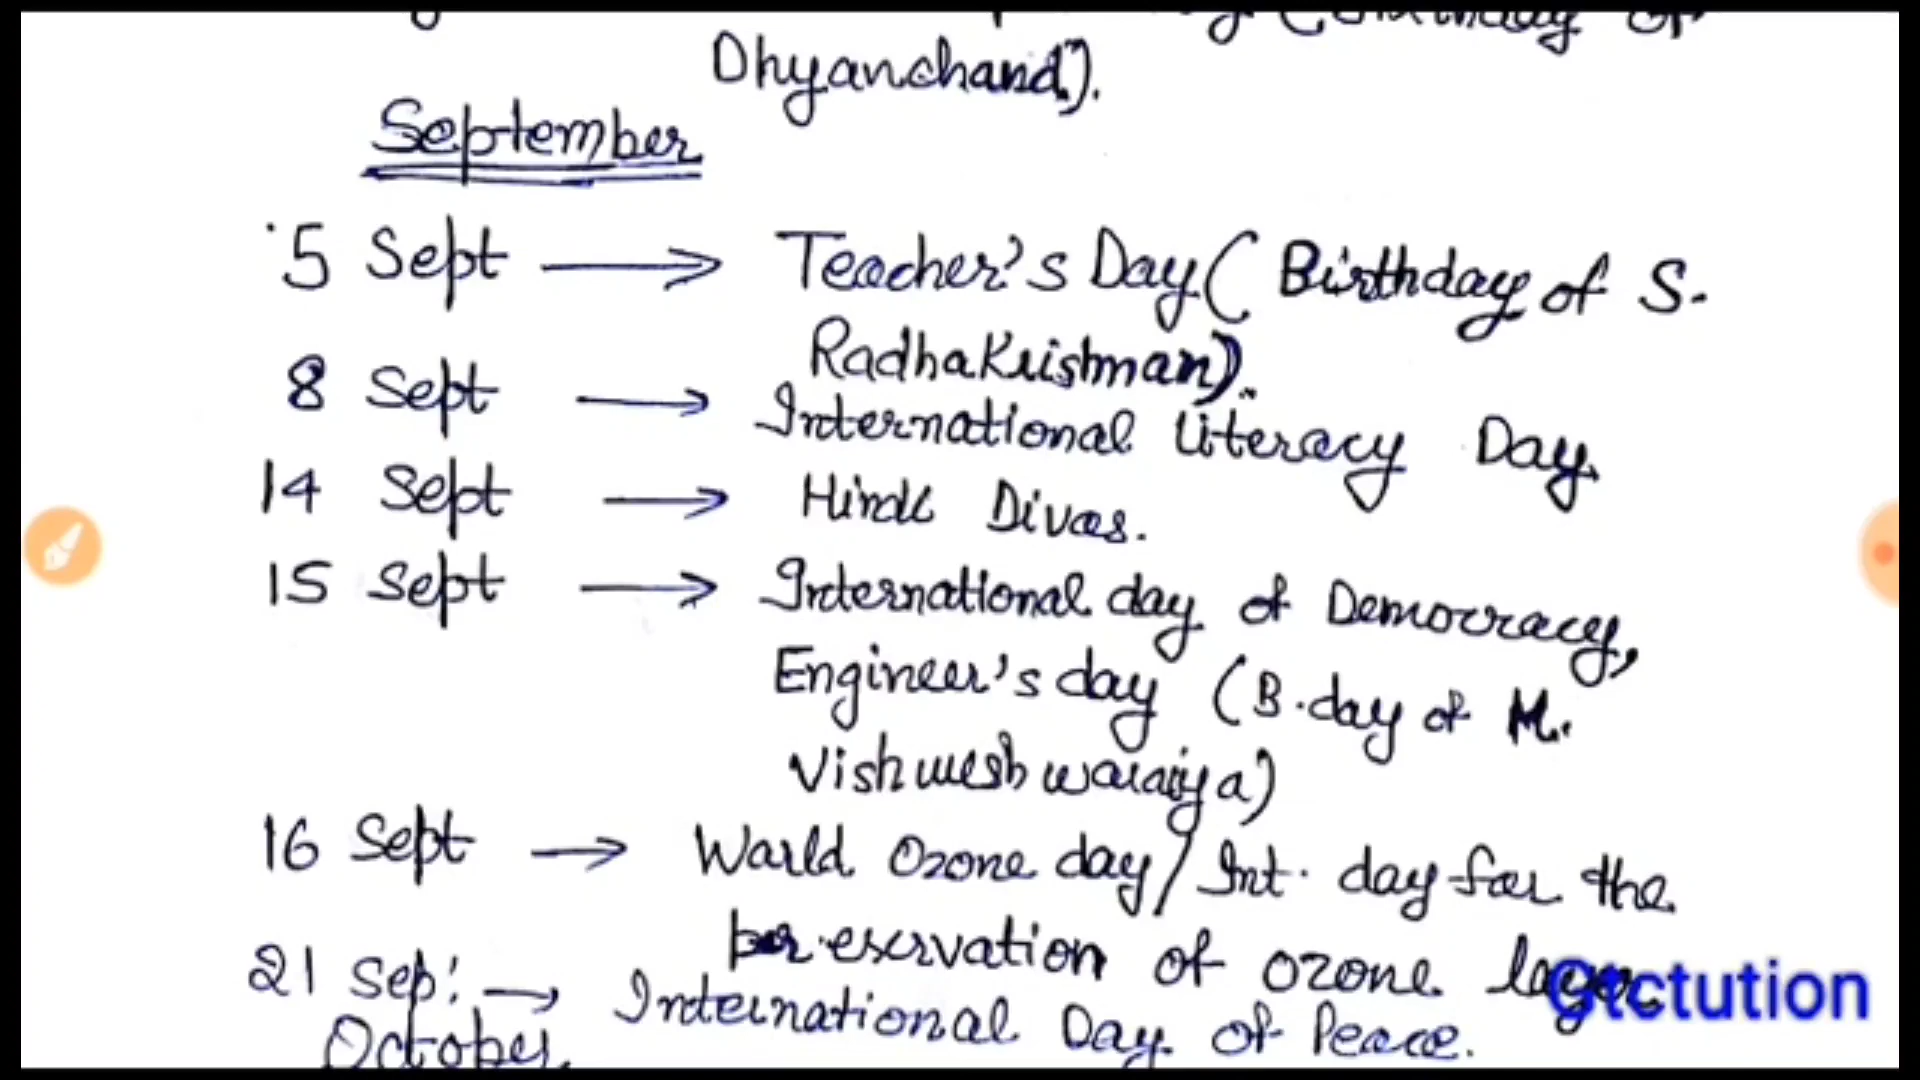 Dhyanchand).
September
5 Sept → Teacher's Day ( Birthday of S.
Radhakrishnan).
8 Sept → International Literacy Day
14 Sept → Hindi Divas.
15 Sept → International day of Democracy,
Engineer's day (B.day of M.
Vishweshwaraiya)
16 Sept → World Ozone day/Int. day for the
preservation of ozone layer
21 Sep: → International Day of Peace.
Gtctution
October